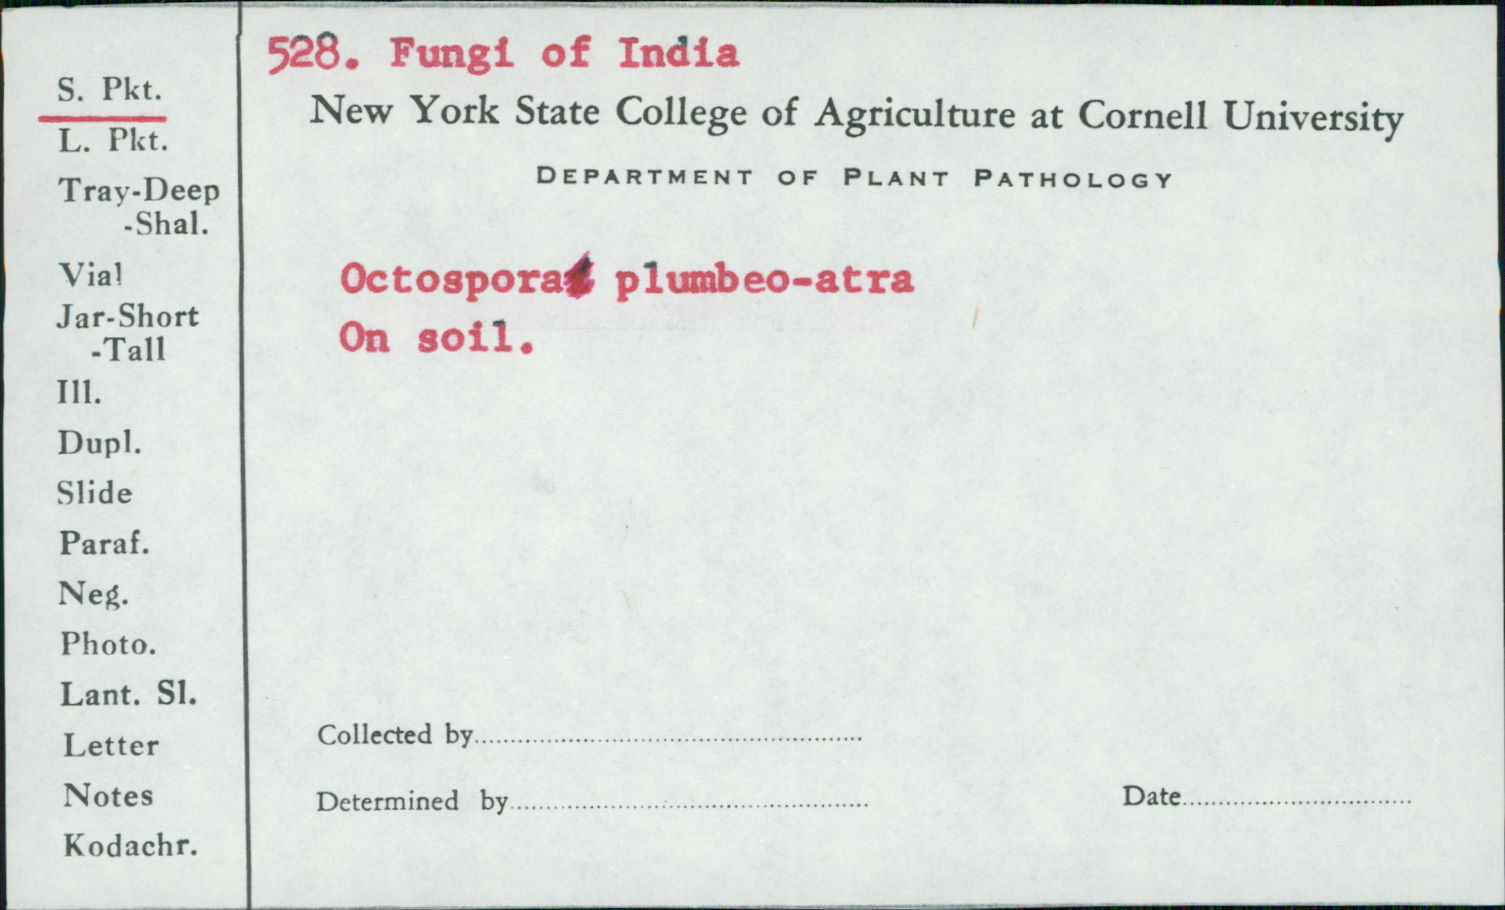 528. Fungi of India
New York State College of Agriculture at Cornell University
DEPARTMENT OF PLANT PATHOLOGY
Octospora plumbeo-atra
On soil.
Collected by
Determined by
Date
S. Pkt.
L. Pkt.
Tray-Deep
-Shal.
Vial
Jar-Short
-Tall
Ill.
Dupl.
Slide
Paraf.
Neg.
Photo.
Lant. Sl.
Letter
Notes
Kodachr.